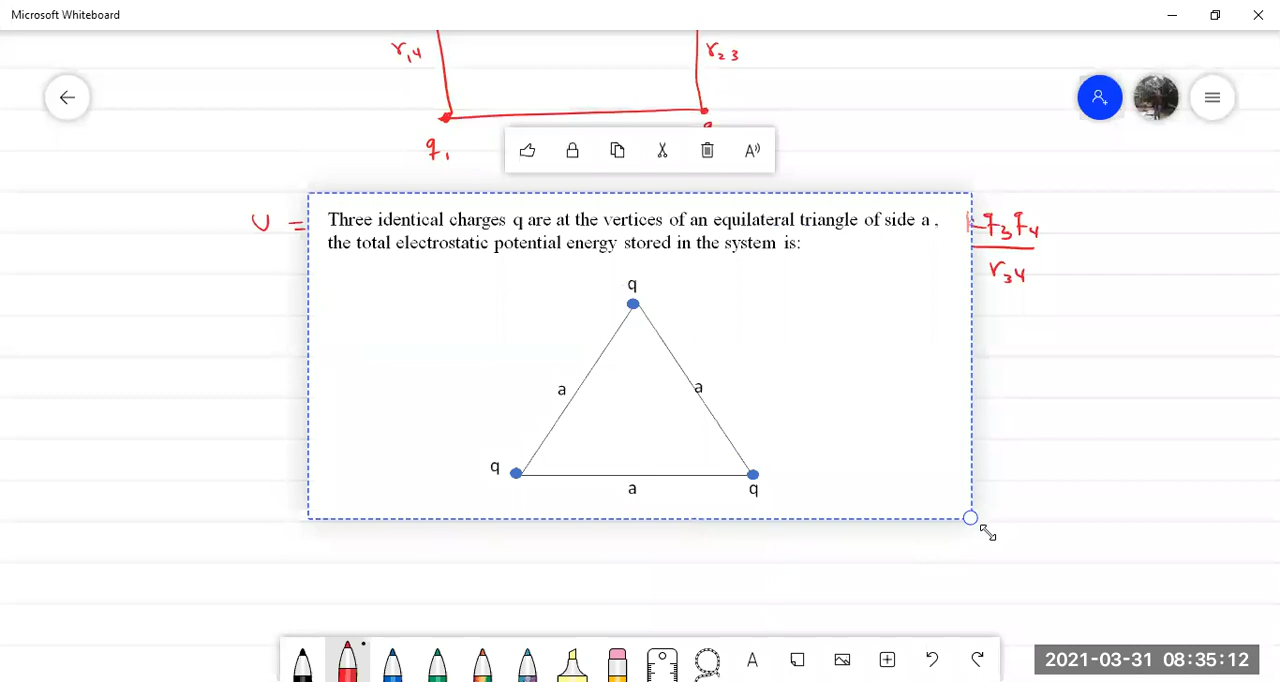 Microsoft Whiteboard
r14 r23
q1
U = Three identical charges q are at the vertices of an equilateral triangle of side a , q3q4
the total electrostatic potential energy stored in the system is:
r34
q
a a
q
a q
A
2021-03-31 08:35:12